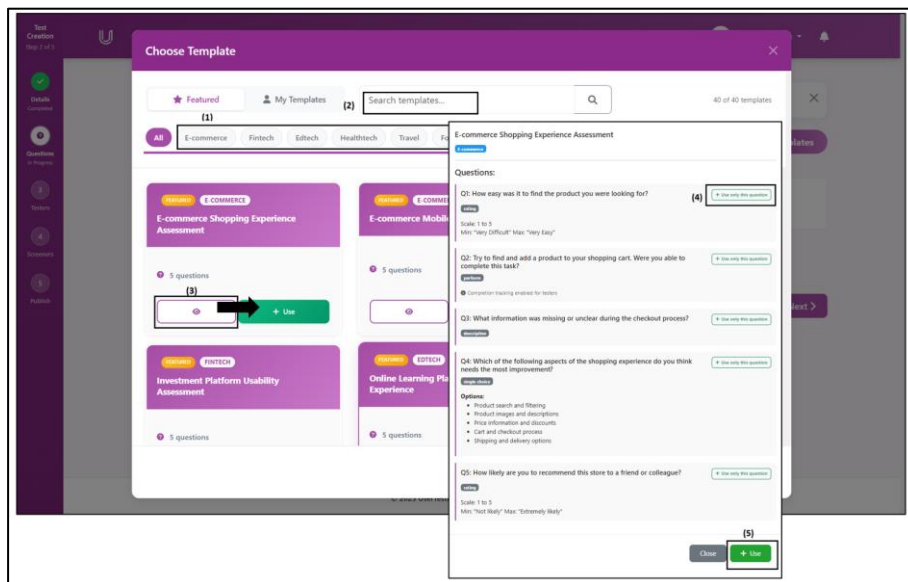 Test
Creation
Step 2 of 5
Details
Completed
Questions
In Progress
3
Testers
4
Screeners
5
Publish
Choose Template
Featured
My Templates
(1)
(2)
Search templates...
40 of 40 templates
All
E-commerce
Fintech
Edtech
Healthtech
Travel
FEATURED
E-COMMERCE
E-commerce Shopping Experience
Assessment
5 questions
(3)
+ Use
FEATURED
E-COMME
E-commerce Mobil
5 questions
FEATURED
FINTECH
Investment Platform Usability
Assessment
5 questions
FEATURED
EDTECH
Online Learning Pla
Experience
5 questions
lates
Next >
E-commerce Shopping Experience Assessment
E-commerce
Questions:
Q1: How easy was it to find the product you were looking for?
(4)
+ Use only this question
rating
Scale: 1 to 5
Min: "Very Difficult" Max: "Very Easy"
Q2: Try to find and add a product to your shopping cart. Were you able to
complete this task?
+ Use only this question
perform
Completion tracking enabled for testers
Q3: What information was missing or unclear during the checkout process?
+ Use only this question
descriptive
Q4: Which of the following aspects of the shopping experience do you think
needs the most improvement?
+ Use only this question
single choice
Options:
Product search and filtering
Product images and descriptions
Price information and discounts
Cart and checkout process
Shipping and delivery options
Q5: How likely are you to recommend this store to a friend or colleague?
+ Use only this question
rating
Scale: 1 to 5
Min: "Not likely" Max: "Extremely likely"
(5)
Close
+ Use